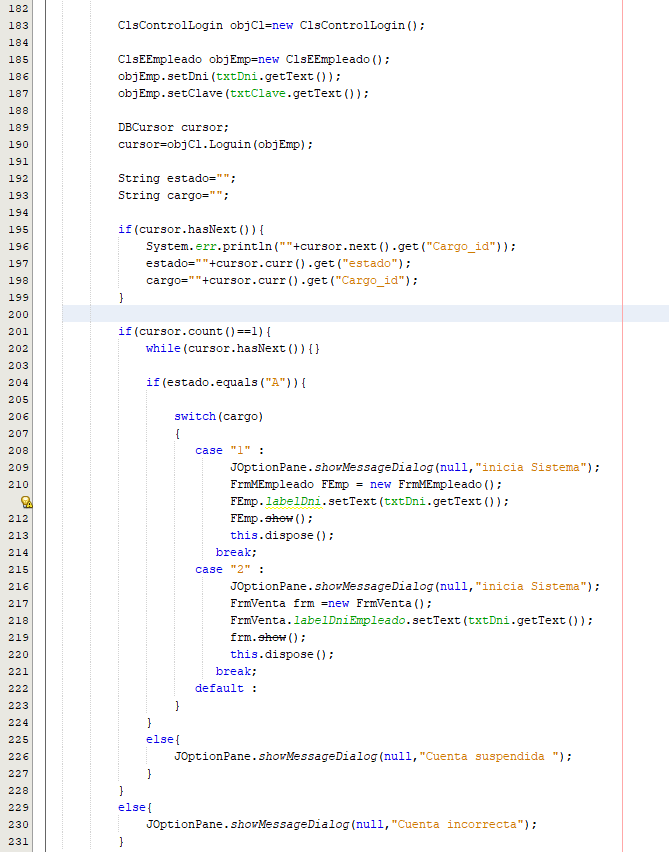 182
183 ClsControlLogin objCl=new ClsControlLogin();
184
185 ClsEEmpleado objEmp=new ClsEEmpleado();
186 objEmp.setDni(txtDni.getText());
187 objEmp.setClave(txtClave.getText());
188
189 DBCursor cursor;
190 cursor=objCl.Loguin(objEmp);
191
192 String estado="";
193 String cargo="";
194
195 if(cursor.hasNext()){
196 System.err.println(""+cursor.next().get("Cargo_id"));
197 estado=""+cursor.curr().get("estado");
198 cargo=""+cursor.curr().get("Cargo_id");
199 }
200
201 if(cursor.count()==1){
202 while(cursor.hasNext()){}
203
204 if(estado.equals("A")){
205
206 switch(cargo)
207 {
208 case "1" :
209 JOptionPane.showMessageDialog(null,"inicia Sistema");
210 FrmMEmpleado FEmp = new FrmMEmpleado();
FEmp.labelDni.setText(txtDni.getText());
212 FEmp.show();
213 this.dispose();
214 break;
215 case "2" :
216 JOptionPane.showMessageDialog(null,"inicia Sistema");
217 FrmVenta frm =new FrmVenta();
218 FrmVenta.labelDniEmpleado.setText(txtDni.getText());
219 frm.show();
220 this.dispose();
221 break;
222 default :
223 }
224 }
225 else{
226 JOptionPane.showMessageDialog(null,"Cuenta suspendida ");
227 }
228 }
229 else{
230 JOptionPane.showMessageDialog(null,"Cuenta incorrecta");
231 }